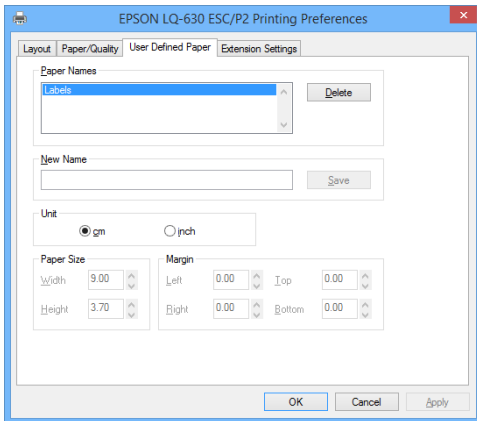 EPSON LQ-630 ESC/P2 Printing Preferences
Layout Paper/Quality User Defined Paper Extension Settings
Paper Names
Labels
Delete
New Name
Save
Unit
cm inch
Paper Size Margin
Width 9.00 Left 0.00 Top 0.00
Height 3.70 Right 0.00 Bottom 0.00
OK Cancel Apply